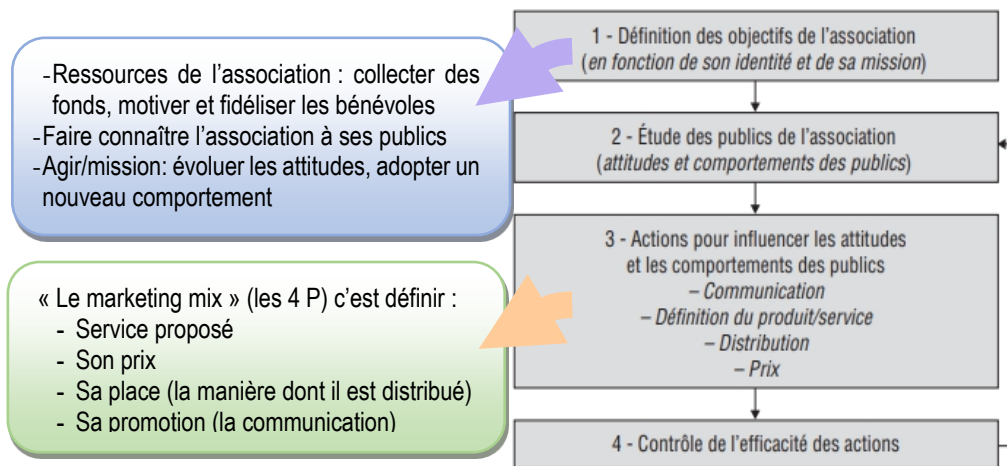 -Ressources de l'association : collecter des
fonds, motiver et fidéliser les bénévoles
-Faire connaître l'association à ses publics
-Agir/mission: évoluer les attitudes, adopter un
nouveau comportement
« Le marketing mix » (les 4 P) c'est définir :
- Service proposé
- Son prix
- Sa place (la manière dont il est distribué)
- Sa promotion (la communication)
1 - Définition des objectifs de l'association
(en fonction de son identité et de sa mission)
2 - Étude des publics de l'association
(attitudes et comportements des publics)
3 - Actions pour influencer les attitudes
et les comportements des publics
– Communication
– Définition du produit/service
– Distribution
– Prix
4 - Contrôle de l'efficacité des actions